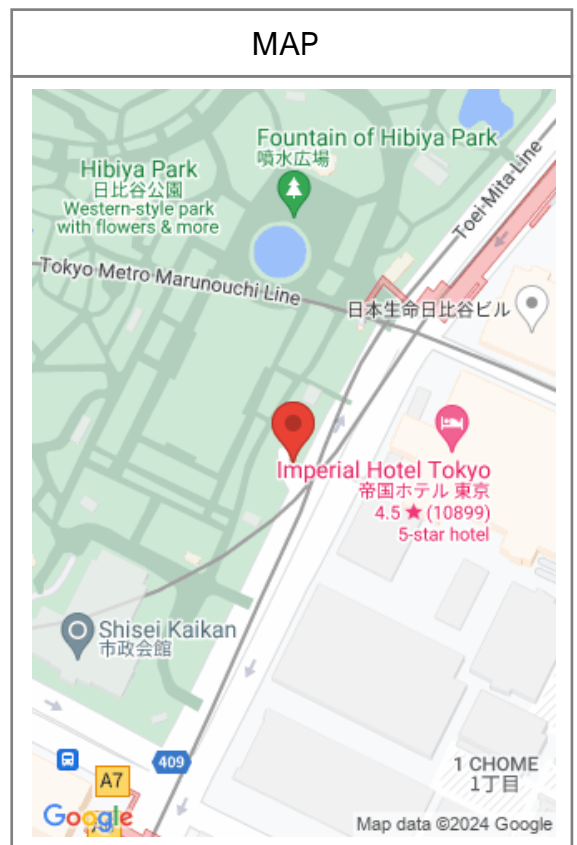 MAP
Fountain of Hibiya Park
噴水広場
Hibiya Park
日比谷公園
Western-style park
with flowers & more
Toei Mita Line
Tokyo Metro Marunouchi Line
日本生命日比谷ビル
Imperial Hotel Tokyo
帝国ホテル 東京
4.5 ★ (10899)
5-star hotel
Shisei Kaikan
市政会館
409
1 CHOME
1丁目
A7
Google
Map data ©2024 Google